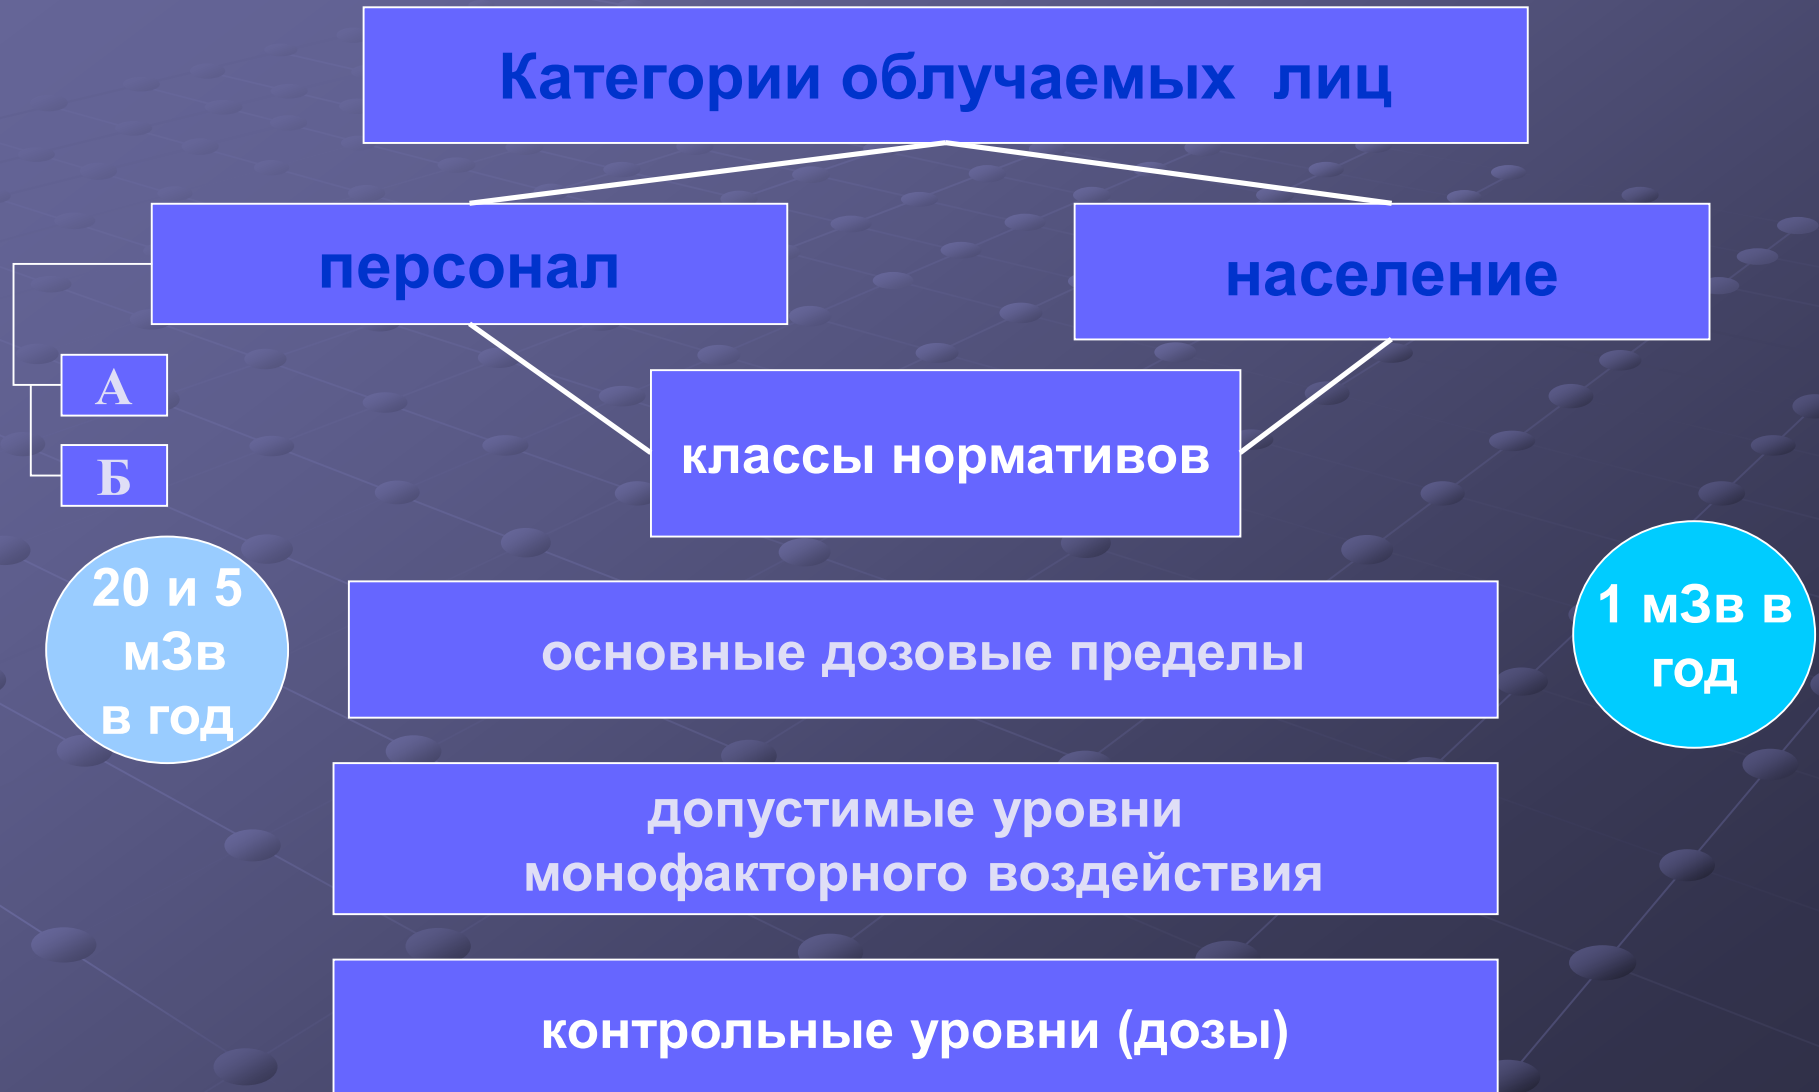 Категории облучаемых лиц
персонал
население
А
Б
классы нормативов
20 и 5
мЗв
в год
основные дозовые пределы
1 мЗв в
год
допустимые уровни
монофакторного воздействия
контрольные уровни (дозы)